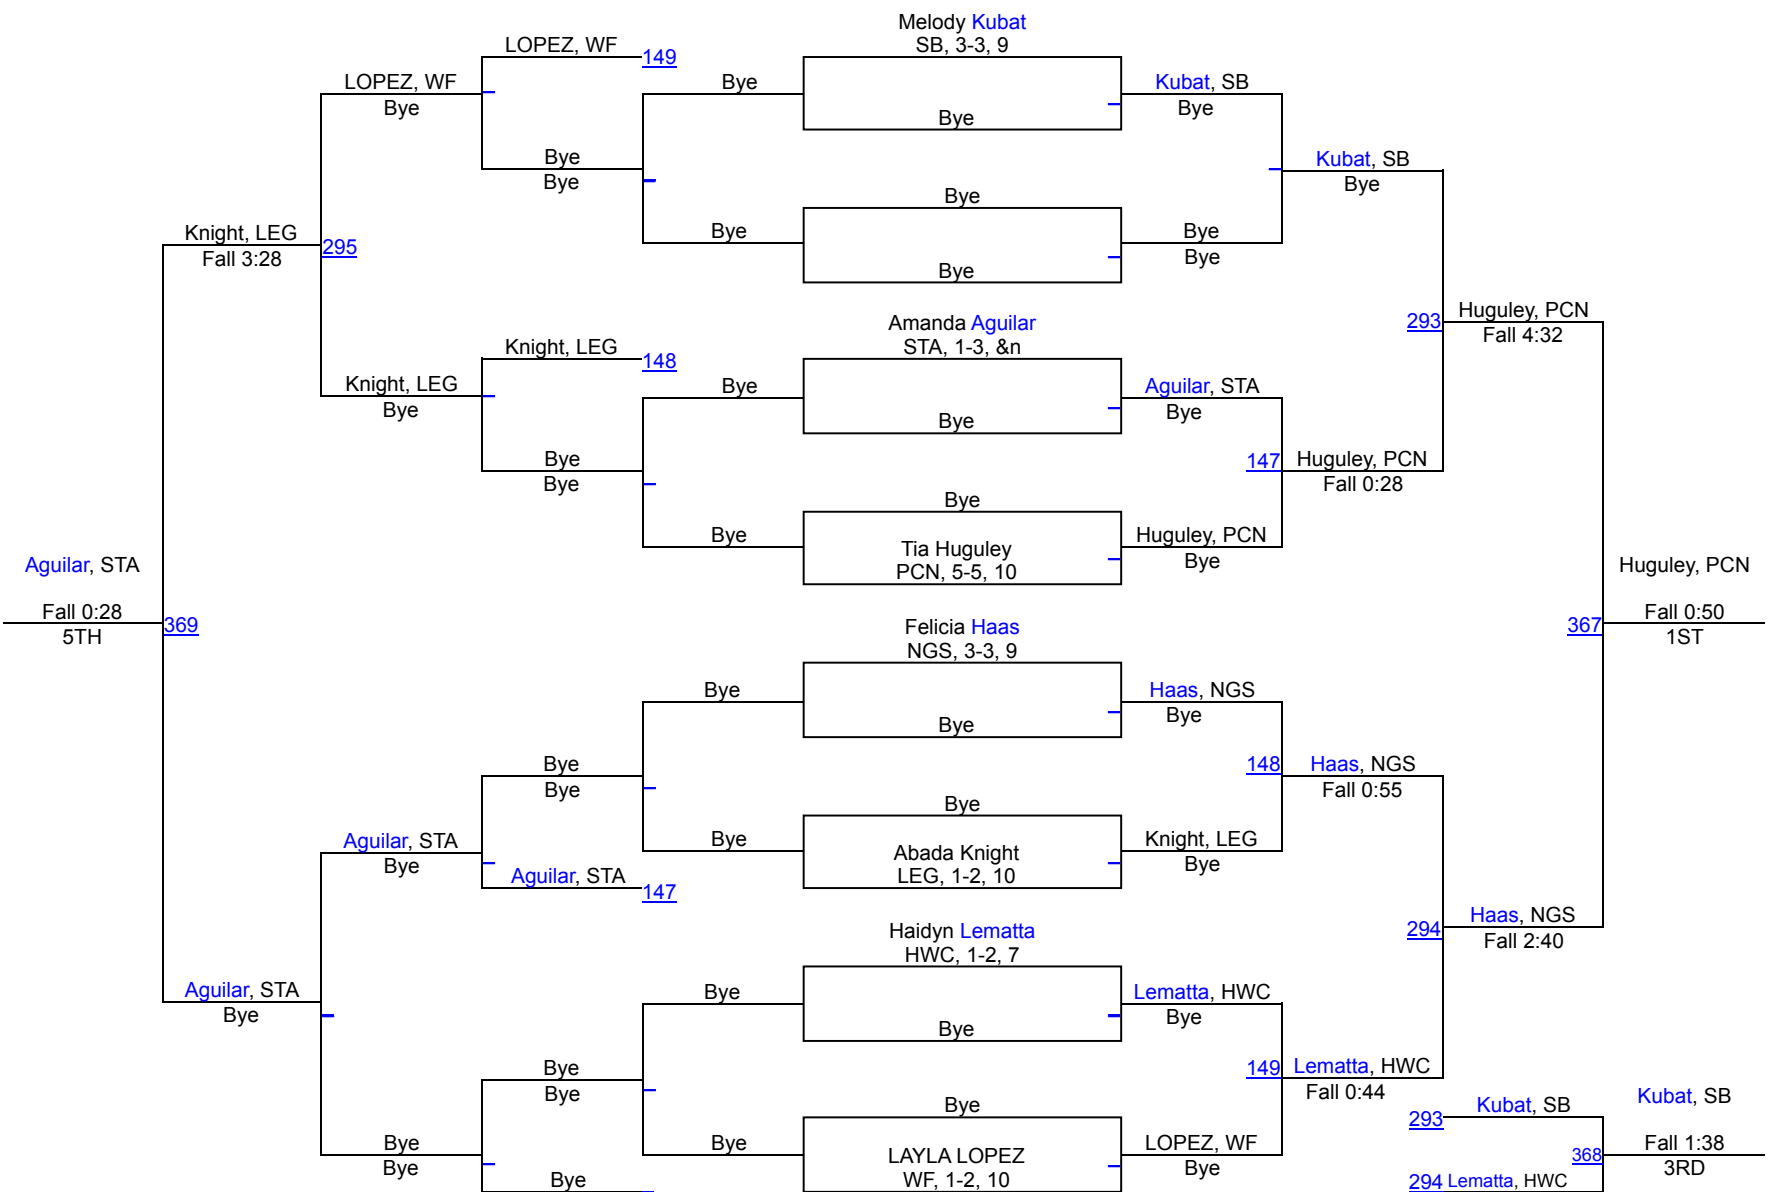 Melody Kubat
SB, 3-3, 9
LOPEZ, WF
149
LOPEZ, WF
Bye
Bye
Bye
Kubat, SB
Bye
Bye
Bye
Kubat, SB
Bye
Bye
Bye
Bye
Bye
Bye
Knight, LEG
Fall 3:28
295
Bye
Amanda Aguilar
STA, 1-3, &n
Huguley, PCN
Fall 4:32
293
Knight, LEG
148
Knight, LEG
Bye
Bye
Bye
Aguilar, STA
Bye
Bye
Bye
147
Huguley, PCN
Fall 0:28
Bye
Bye
Tia Huguley
PCN, 5-5, 10
Huguley, PCN
Bye
Aguilar, STA
Fall 0:28
5TH
369
Huguley, PCN
Fall 0:50
1ST
367
Felicia Haas
NGS, 3-3, 9
Bye
Bye
Haas, NGS
Bye
Bye
Bye
148
Haas, NGS
Fall 0:55
Bye
Aguilar, STA
Bye
Bye
Abada Knight
LEG, 1-2, 10
Knight, LEG
Bye
Aguilar, STA
147
Haidyn Lematta
HWC, 1-2, 7
294
Haas, NGS
Fall 2:40
Aguilar, STA
Bye
Bye
Bye
Lematta, HWC
Bye
Bye
Bye
149
Lematta, HWC
Fall 0:44
Bye
Bye
Bye
Bye
LAYLA LOPEZ
WF, 1-2, 10
LOPEZ, WF
Bye
Bye
293
Kubat, SB
Kubat, SB
Fall 1:38
3RD
368
294 Lematta, HWC